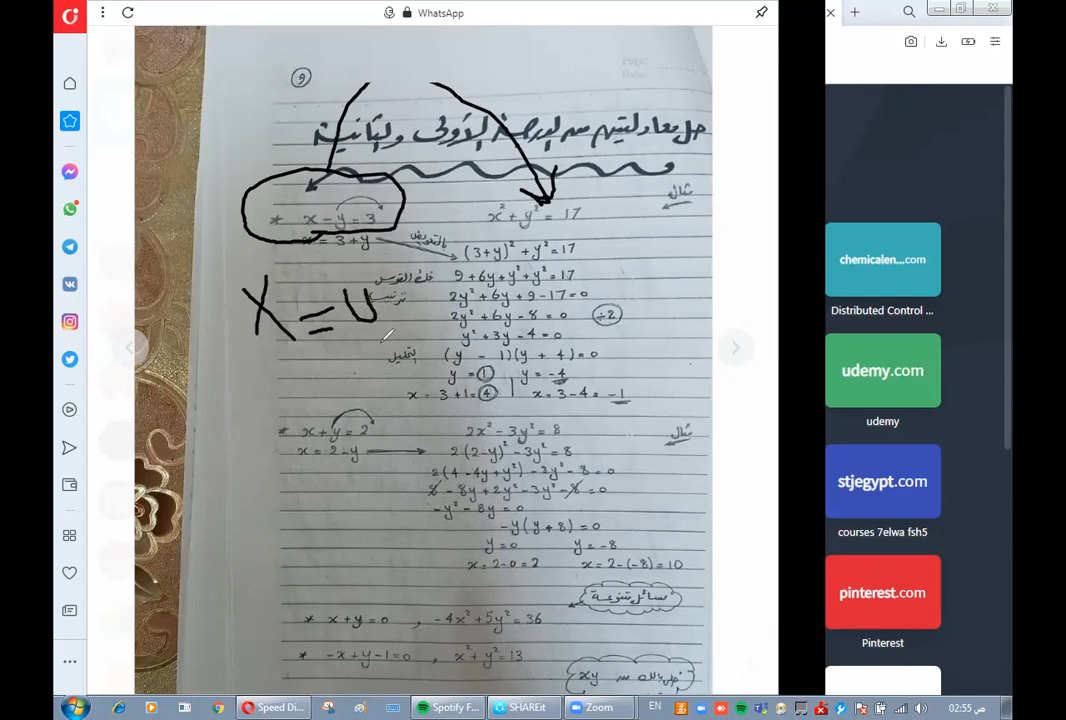 WhatsApp
Page:
9
حل معادلتين من الدرجة الأولى والثانية
مثال
* x - y = 3
x² + y² = 17
x = 3 + y
بالتعويض
(3+y)² + y² = 17
فك القوس
9 + 6y + y² + y² = 17
ترتيب
2y² + 6y + 9 - 17 = 0
X = U
2y² + 6y - 8 = 0
÷2
y² + 3y - 4 = 0
بالتحليل
(y - 1)(y + 4) = 0
y = 1 | y = -4
x = 3 + 1 = 4 | x = 3 - 4 = -1
مثال
* x + y = 2
2x² - 3y² = 8
x = 2 - y
2(2-y)² - 3y² = 8
2(4 - 4y + y²) - 3y² - 8 = 0
8 - 8y + 2y² - 3y² - 8 = 0
-y² - 8y = 0
-y(y + 8) = 0
y = 0 y = -8
x = 2 - 0 = 2 x = 2 - (-8) = 10
مسائل متنوعة
* x + y = 0 , -4x² + 5y² = 36
* -x + y - 1 = 0 , x² + y² = 13
xy
chemicalen...com
Distributed Control ...
udemy.com
udemy
stjegypt.com
courses 7elwa fsh5
pinterest.com
Pinterest
Speed Di...
Spotify F...
SHAREit
Zoom
EN
02:55 ص